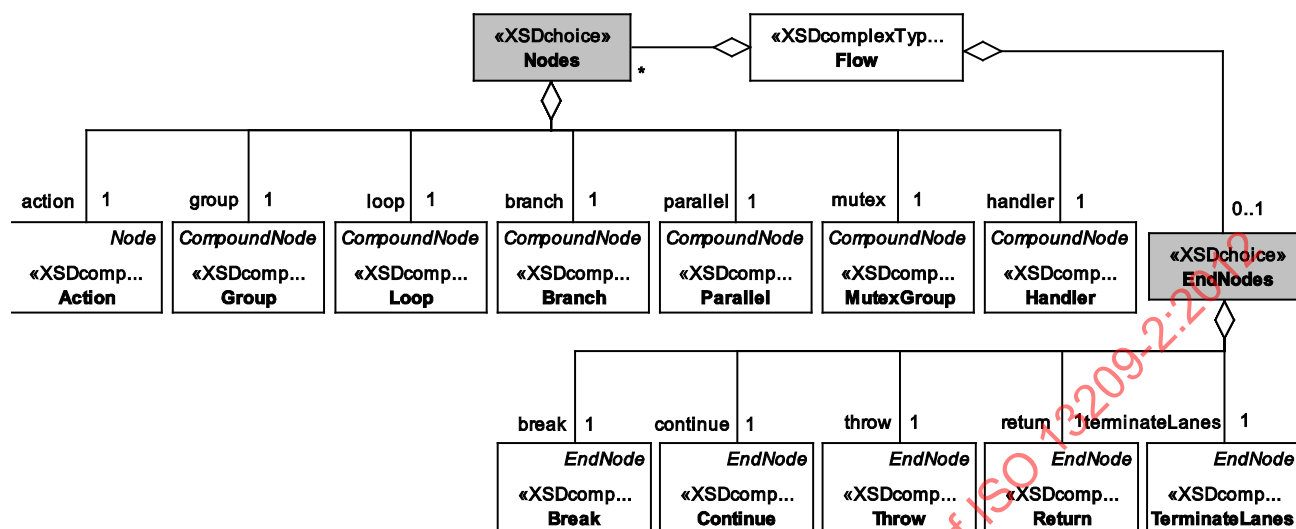 «XSDchoice»
Nodes
*
«XSDcomplexTyp...
Flow
action 1 group 1 loop 1 branch 1 parallel 1 mutex 1 handler 1
0..1
Node
«XSDcomp...
Action
CompoundNode
«XSDcomp...
Group
CompoundNode
«XSDcomp...
Loop
CompoundNode
«XSDcomp...
Branch
CompoundNode
«XSDcomp...
Parallel
CompoundNode
«XSDcomp...
MutexGroup
CompoundNode
«XSDcomp...
Handler
«XSDchoice»
EndNodes
break 1 continue 1 throw 1 return 1 terminateLanes 1
EndNode
«XSDcomp...
Break
EndNode
«XSDcomp...
Continue
EndNode
«XSDcomp...
Throw
EndNode
«XSDcomp...
Return
EndNode
«XSDcomp...
TerminateLanes
of ISO 13209-2:2012